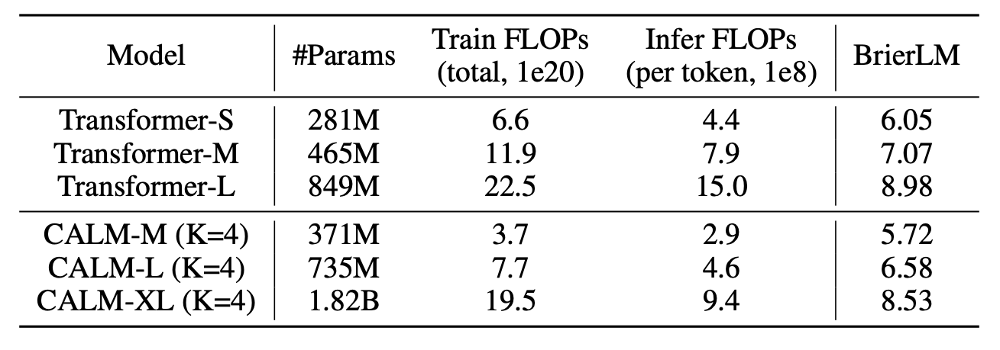 Model #Params Train FLOPs (total, 1e20) Infer FLOPs (per token, 1e8) BrierLM
Transformer-S 281M 6.6 4.4 6.05
Transformer-M 465M 11.9 7.9 7.07
Transformer-L 849M 22.5 15.0 8.98
CALM-M (K=4) 371M 3.7 2.9 5.72
CALM-L (K=4) 735M 7.7 4.6 6.58
CALM-XL (K=4) 1.82B 19.5 9.4 8.53